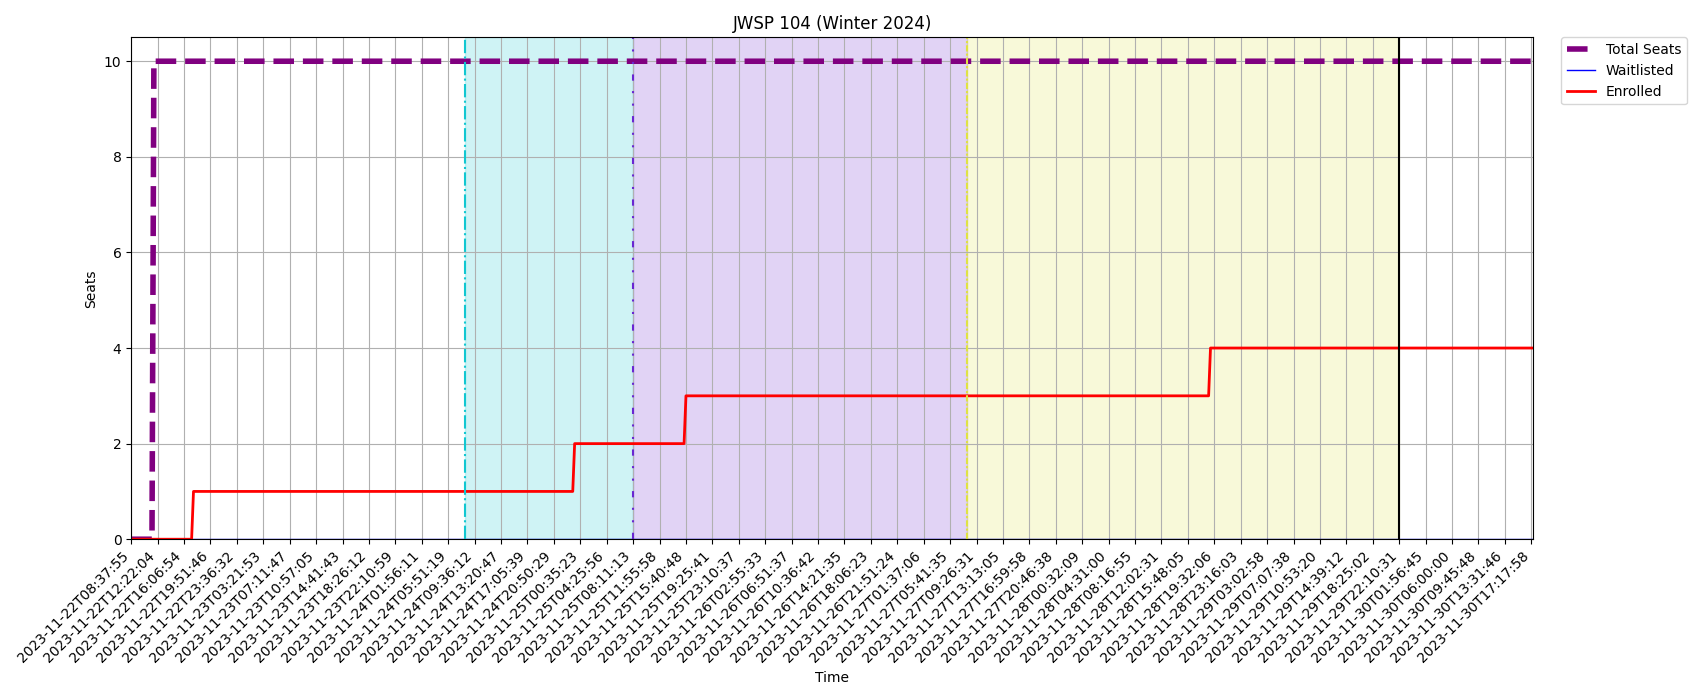 JWSP 104 (Winter 2024)
Total Seats
Waitlisted
Enrolled
10
8
6
4
2
0
Seats
2023-11-22T08:37:55
2023-11-22T12:22:04
2023-11-22T16:06:54
2023-11-22T19:51:46
2023-11-22T23:36:32
2023-11-23T03:21:53
2023-11-23T07:11:47
2023-11-23T10:57:05
2023-11-23T14:41:43
2023-11-23T18:26:12
2023-11-23T22:10:59
2023-11-24T01:56:11
2023-11-24T05:51:19
2023-11-24T09:36:12
2023-11-24T13:20:47
2023-11-24T17:05:39
2023-11-24T20:50:29
2023-11-25T00:35:23
2023-11-25T04:25:56
2023-11-25T08:11:13
2023-11-25T11:55:58
2023-11-25T15:40:48
2023-11-25T19:25:41
2023-11-25T23:10:37
2023-11-26T02:55:33
2023-11-26T06:51:37
2023-11-26T10:36:42
2023-11-26T14:21:35
2023-11-26T18:06:23
2023-11-26T21:51:24
2023-11-27T01:37:06
2023-11-27T05:41:35
2023-11-27T09:26:31
2023-11-27T13:13:05
2023-11-27T16:59:58
2023-11-27T20:46:38
2023-11-28T00:32:09
2023-11-28T04:31:00
2023-11-28T08:16:55
2023-11-28T12:02:31
2023-11-28T15:48:05
2023-11-28T19:32:06
2023-11-28T23:16:03
2023-11-29T03:02:58
2023-11-29T07:07:38
2023-11-29T10:53:20
2023-11-29T14:39:12
2023-11-29T18:25:02
2023-11-29T22:10:31
2023-11-30T01:56:45
2023-11-30T06:00:00
2023-11-30T09:45:48
2023-11-30T13:31:46
2023-11-30T17:17:58
Time